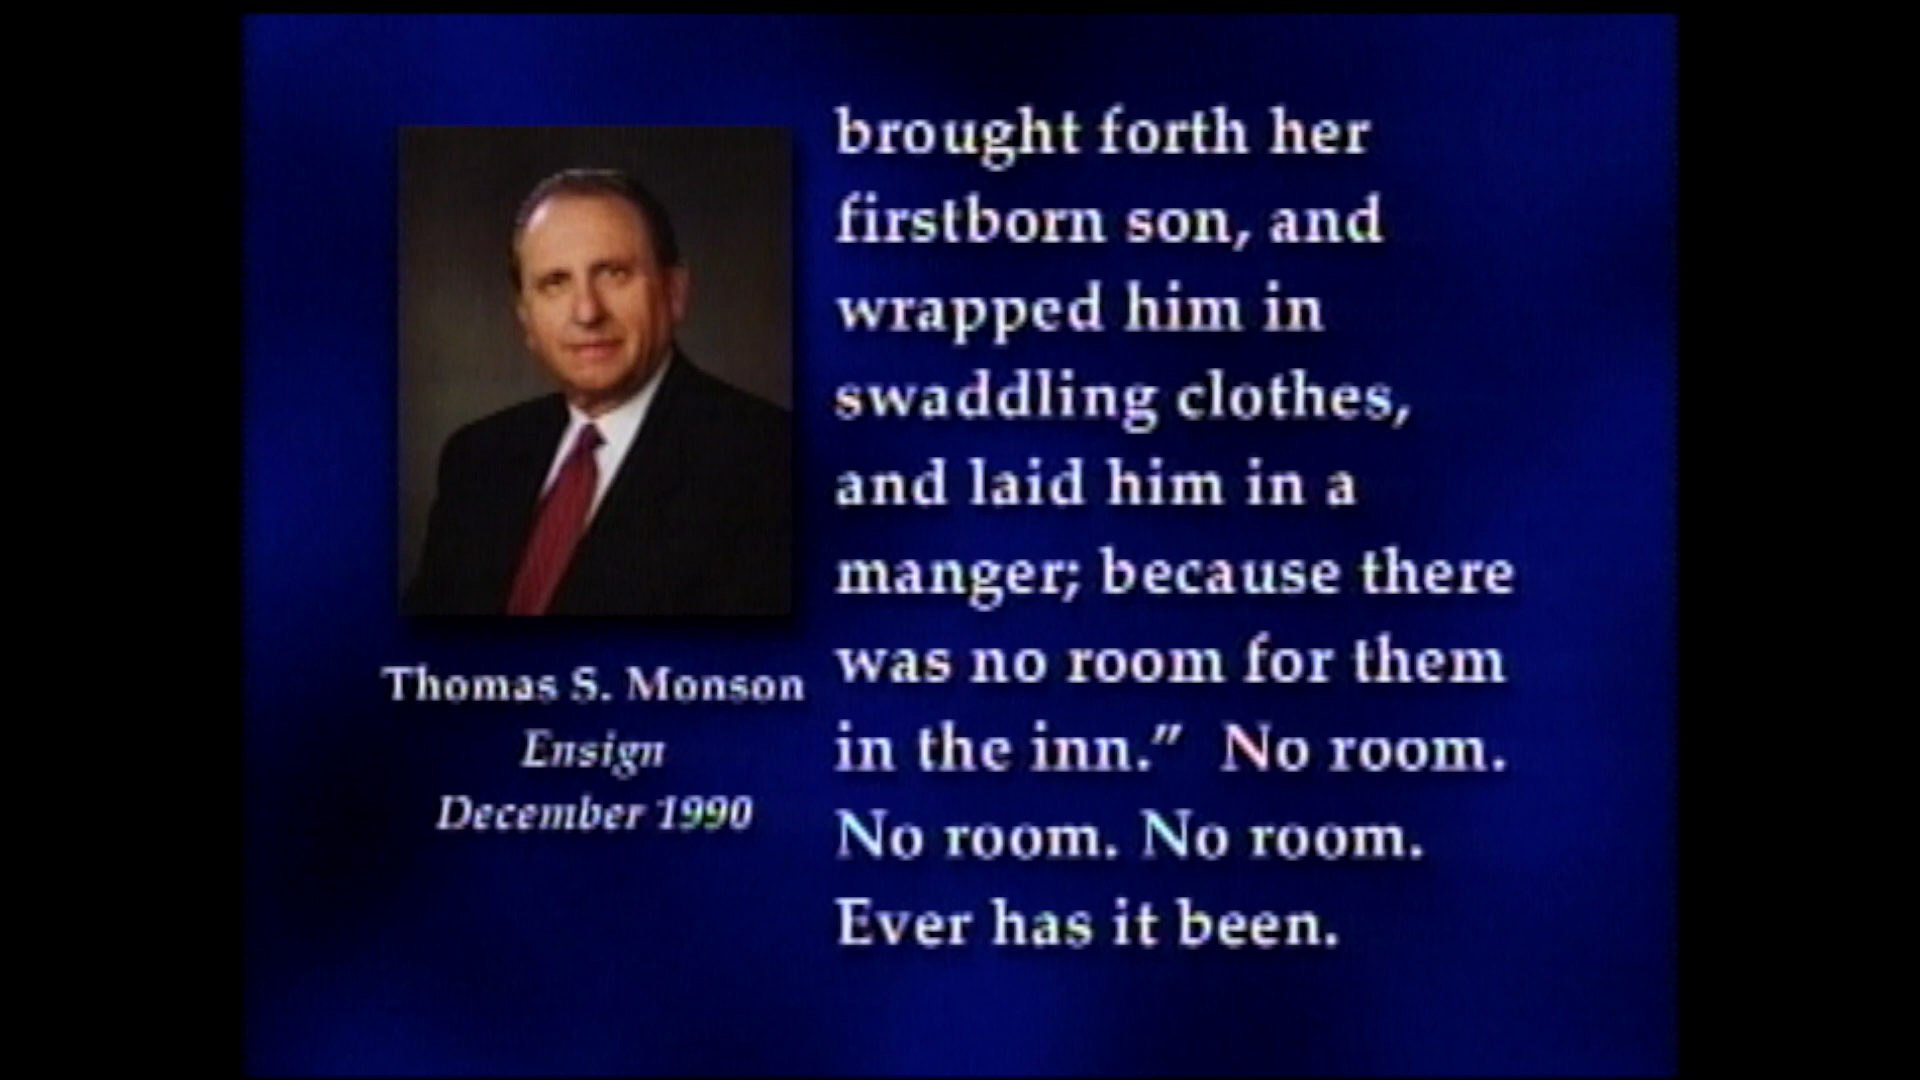 brought forth her
firstborn son, and
wrapped him in
swaddling clothes,
and laid him in a
manger; because there
was no room for them
in the inn.” No room.
No room. No room.
Ever has it been.
Thomas S. Monson
Ensign
December 1990